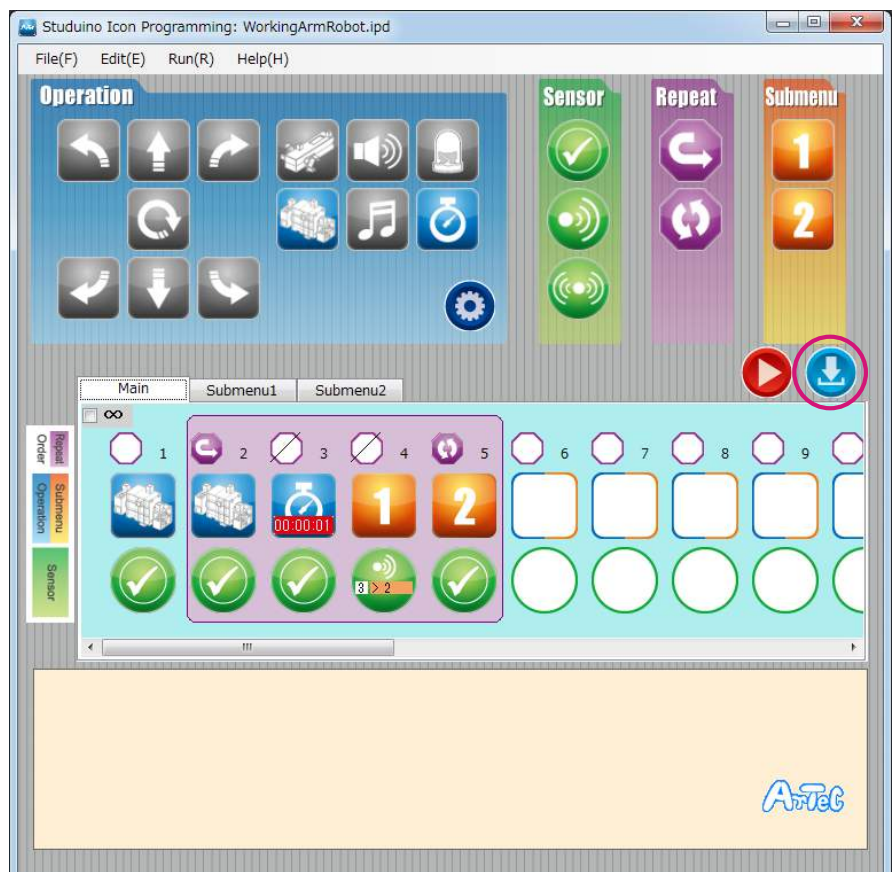 Studuino Icon Programming: WorkingArmRobot.ipd
File(F) Edit(E) Run(R) Help(H)
Operation
Sensor
Repeat
Submenu
1
2
Main Submenu1 Submenu2
∞
Repeat Order
1 2 3 4 5 6 7 8 9
Submenu Operation
00:00:01
1
2
Sensor
3 > 2
ArTeC